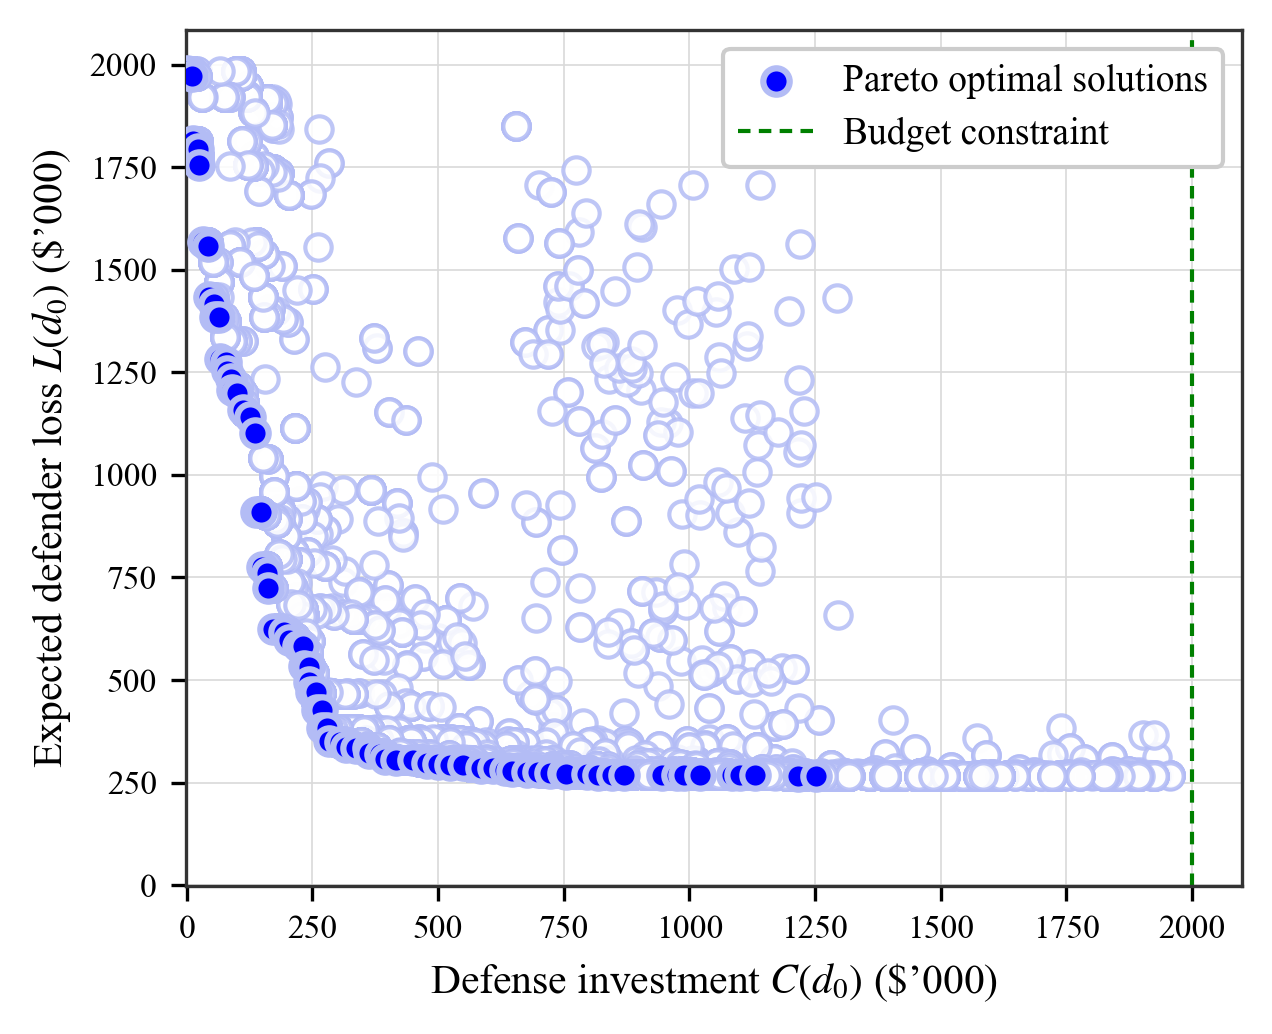 Pareto optimal solutions
Budget constraint
2000
1750
1500
1250
1000
750
500
250
0
Expected defender loss L(d₀) ($’000)
0 250 500 750 1000 1250 1500 1750 2000
Defense investment C(d₀) ($’000)